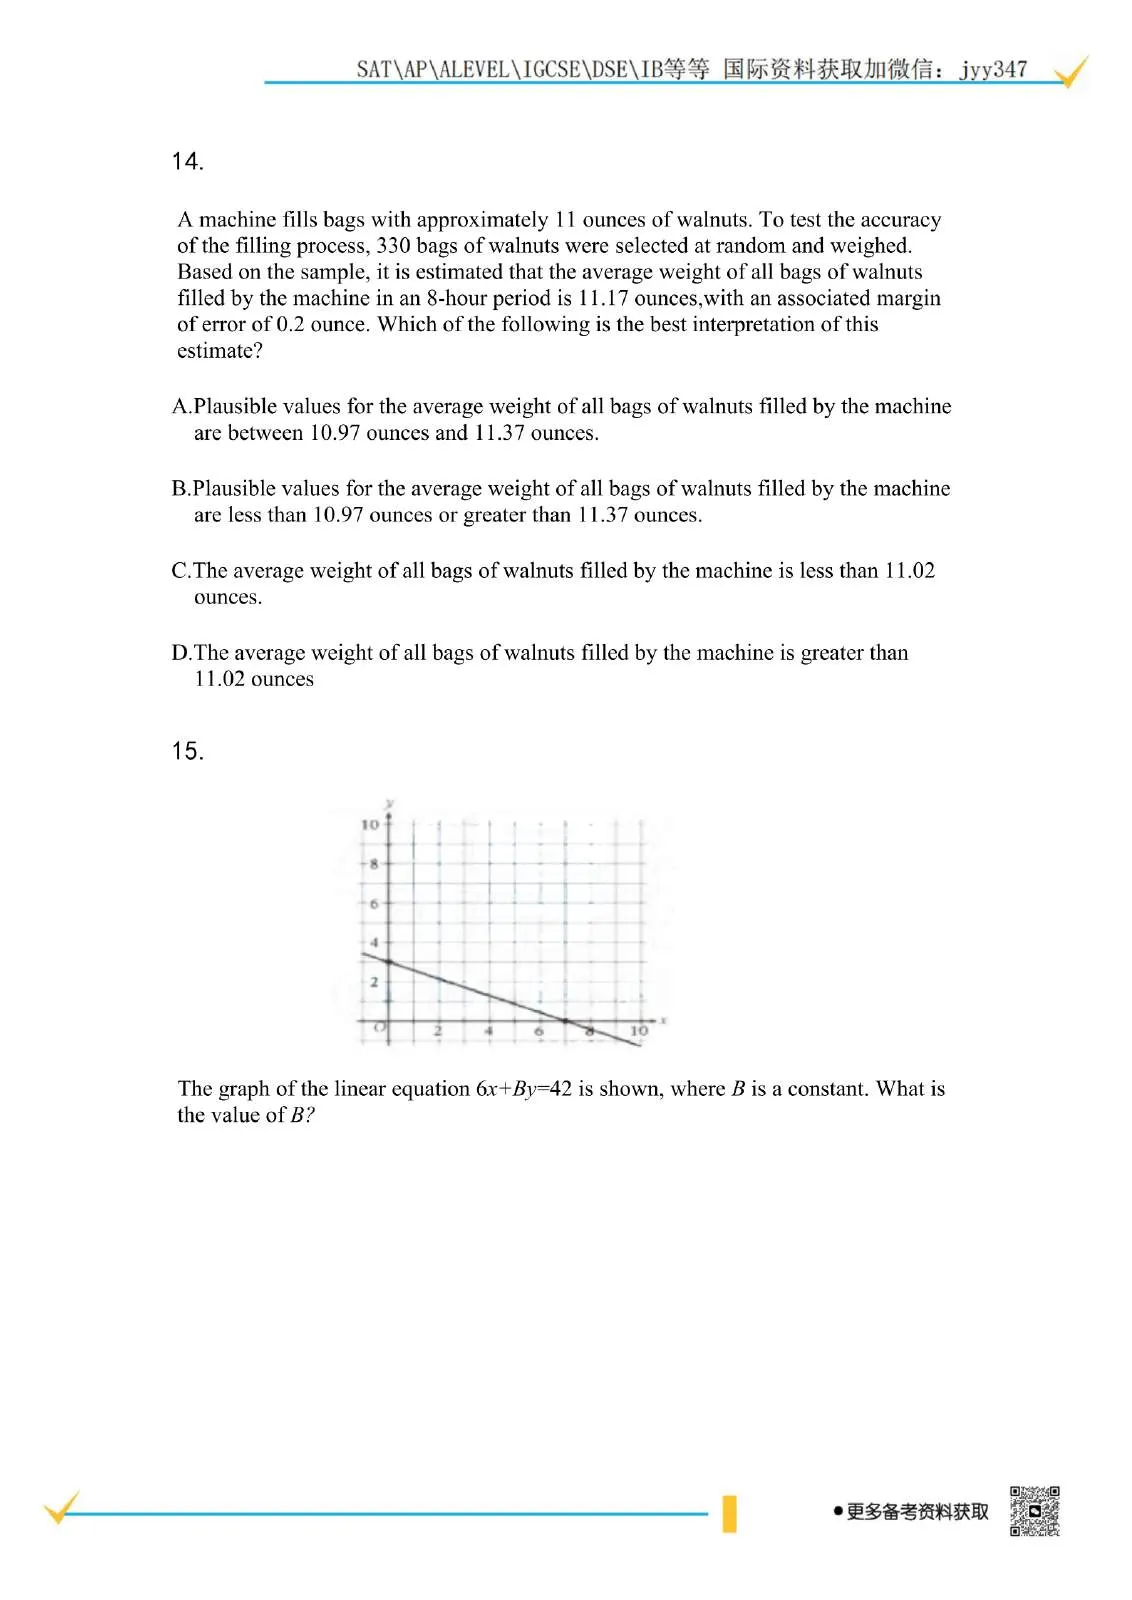 SAT\AP\ALEVEL\IGCSE\DSE\IB等等 国际资料获取加微信：jyy347
14.
A machine fills bags with approximately 11 ounces of walnuts. To test the accuracy
of the filling process, 330 bags of walnuts were selected at random and weighed.
Based on the sample, it is estimated that the average weight of all bags of walnuts
filled by the machine in an 8-hour period is 11.17 ounces,with an associated margin
of error of 0.2 ounce. Which of the following is the best interpretation of this
estimate?
A.Plausible values for the average weight of all bags of walnuts filled by the machine
are between 10.97 ounces and 11.37 ounces.
B.Plausible values for the average weight of all bags of walnuts filled by the machine
are less than 10.97 ounces or greater than 11.37 ounces.
C.The average weight of all bags of walnuts filled by the machine is less than 11.02
ounces.
D.The average weight of all bags of walnuts filled by the machine is greater than
11.02 ounces
15.
y
10
8
6
4
2
O 2 4 6 8 10 x
The graph of the linear equation 6x+By=42 is shown, where B is a constant. What is
the value of B?
●更多备考资料获取